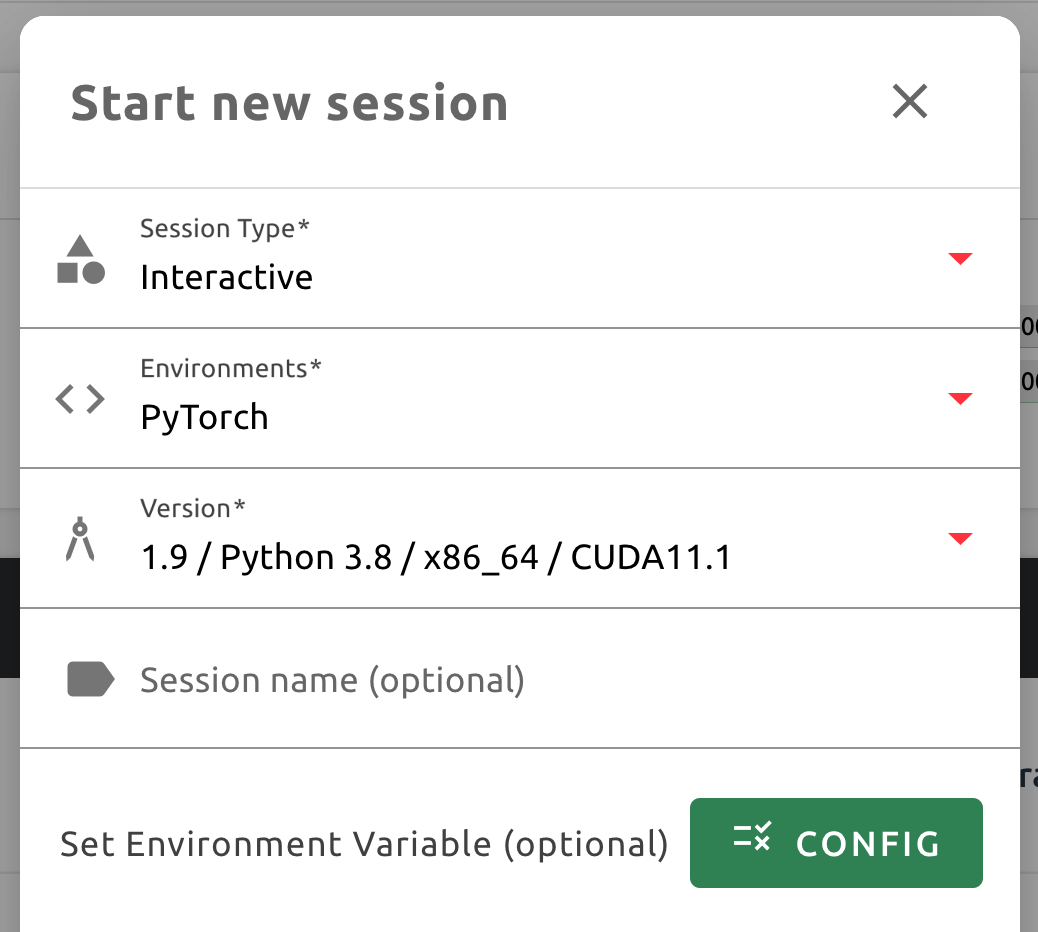 Start new session
Session Type*
Interactive
Environments*
PyTorch
Version*
1.9 / Python 3.8 / x86_64 / CUDA11.1
Session name (optional)
Set Environment Variable (optional)
CONFIG